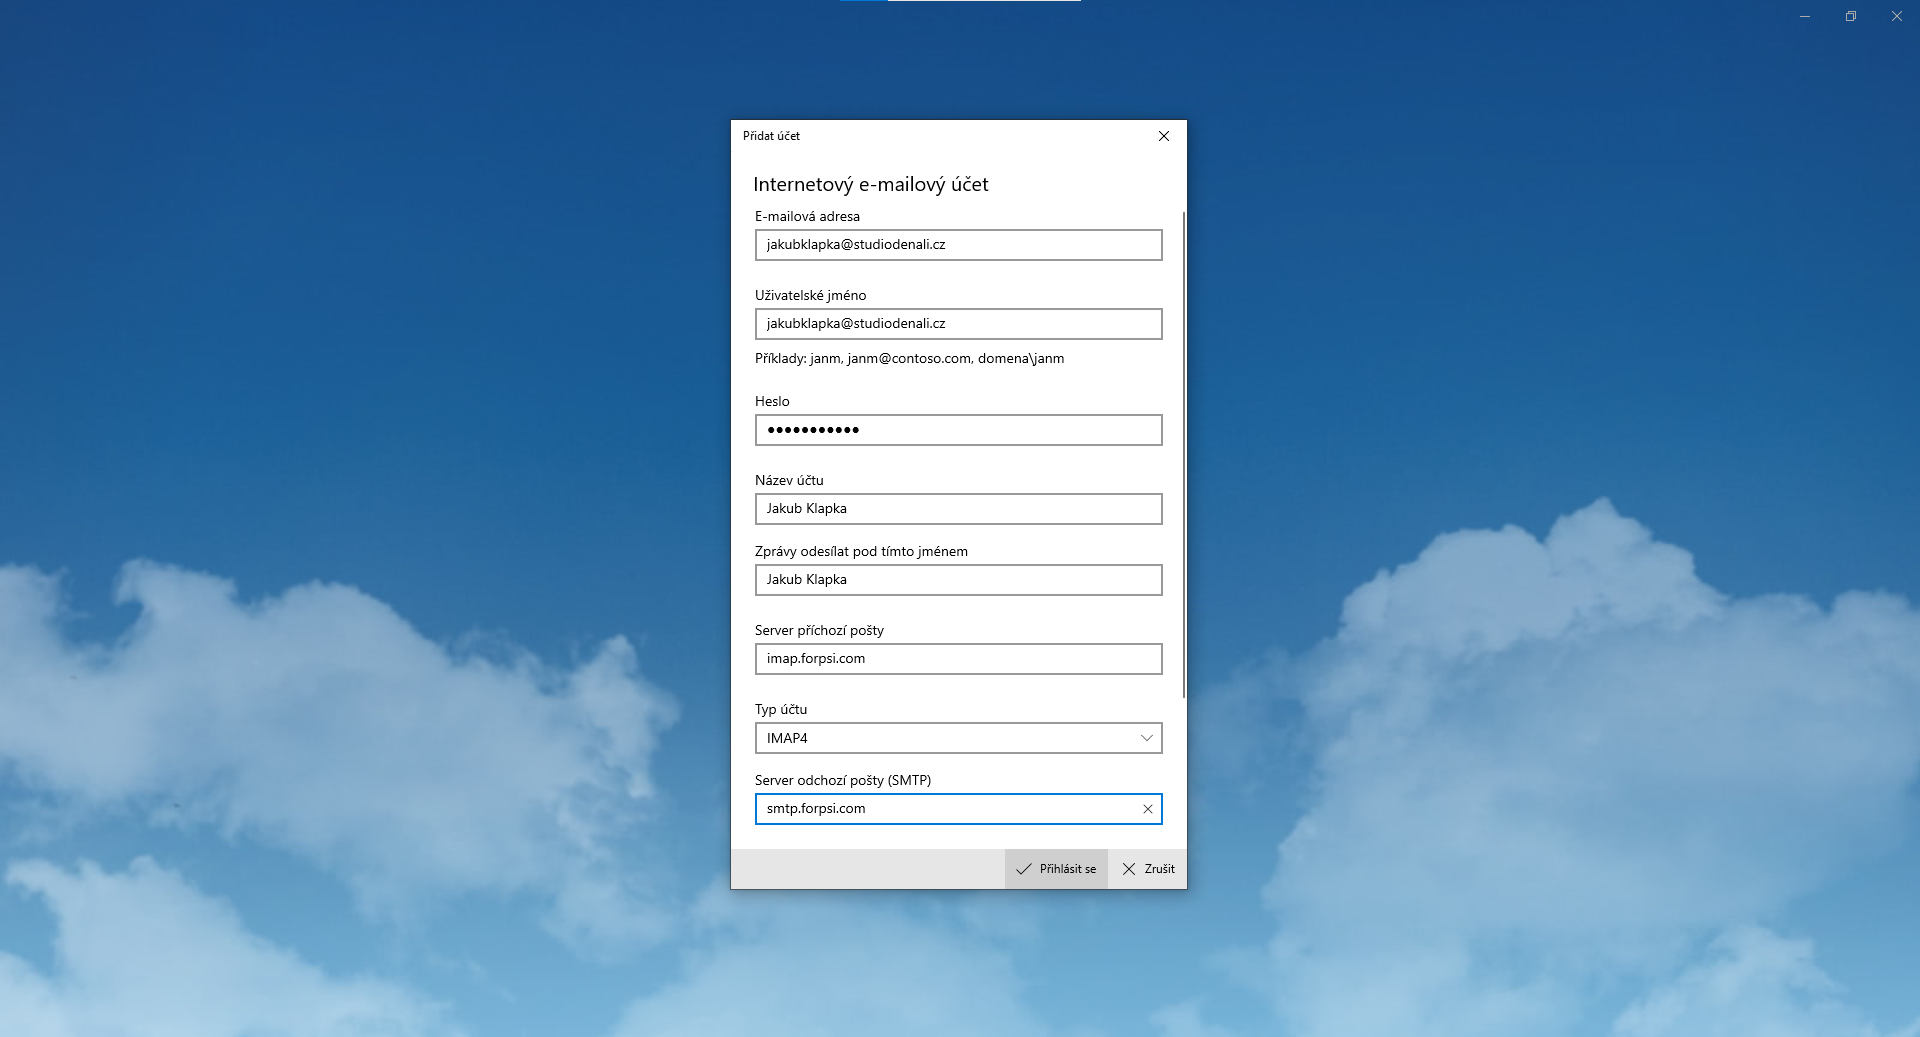 Přidat účet
Internetový e-mailový účet
E-mailová adresa
jakubklapka@studiodenali.cz
Uživatelské jméno
jakubklapka@studiodenali.cz
Příklady: janm, janm@contoso.com, domena\janm
Heslo
●●●●●●●●●●●
Název účtu
Jakub Klapka
Zprávy odesílat pod tímto jménem
Jakub Klapka
Server příchozí pošty
imap.forpsi.com
Typ účtu
IMAP4
Server odchozí pošty (SMTP)
smtp.forpsi.com
Přihlásit se
Zrušit